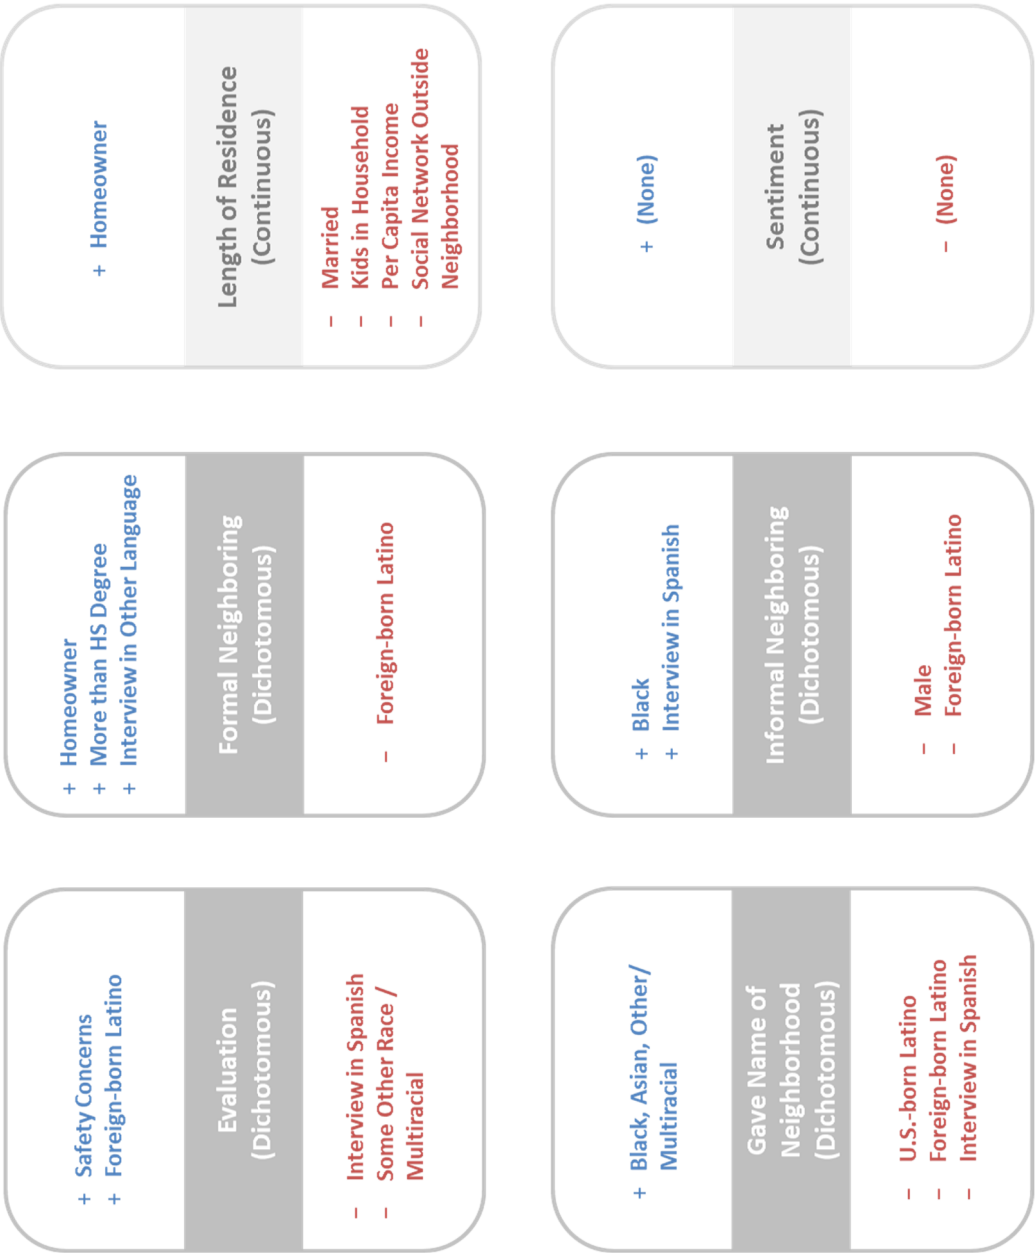 + Safety Concerns
+ Foreign-born Latino
Evaluation
(Dichotomous)
– Interview in Spanish
– Some Other Race /
Multiracial
+ Homeowner
+ More than HS Degree
+ Interview in Other Language
Formal Neighboring
(Dichotomous)
– Foreign-born Latino
+ Homeowner
Length of Residence
(Continuous)
– Married
– Kids in Household
– Per Capita Income
– Social Network Outside
Neighborhood
+ Black, Asian, Other/
Multiracial
Gave Name of
Neighborhood
(Dichotomous)
– U.S.-born Latino
– Foreign-born Latino
– Interview in Spanish
+ Black
+ Interview in Spanish
Informal Neighboring
(Dichotomous)
– Male
– Foreign-born Latino
+ (None)
Sentiment
(Continuous)
– (None)